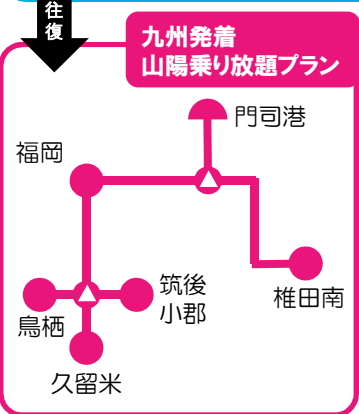 往復
九州発着
山陽乗り放題プラン
門司港
福岡
椎田南
筑後
小郡
鳥栖
久留米